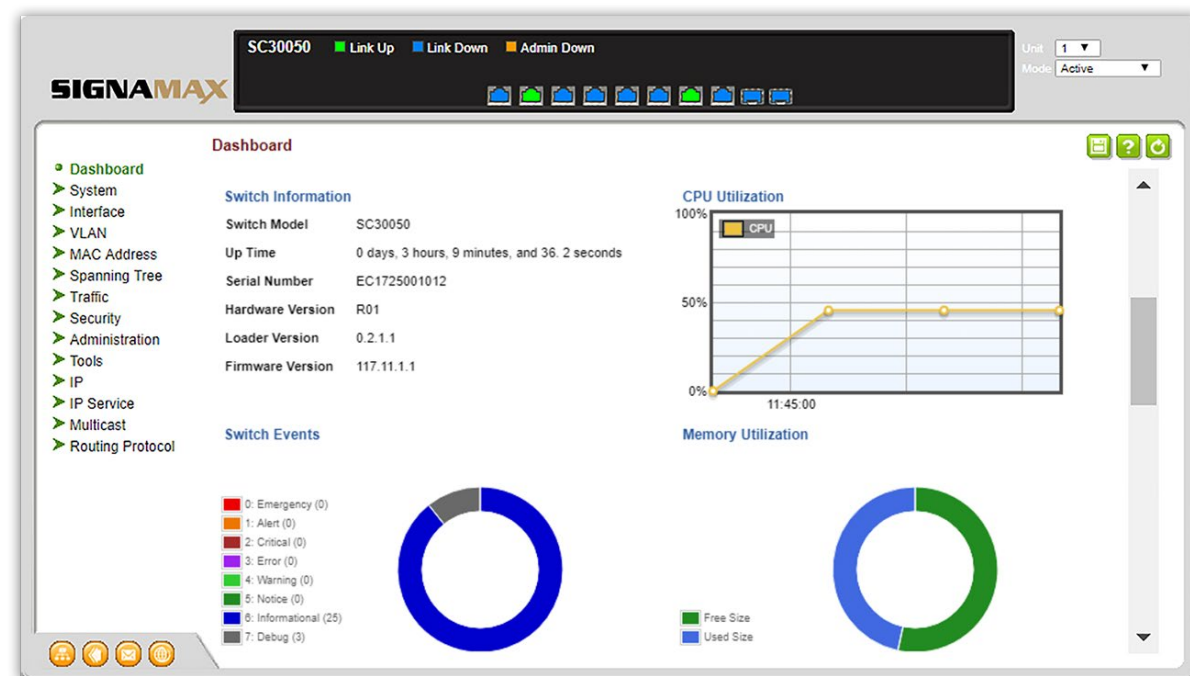 SC30050 Link Up Link Down Admin Down
Unit 1
Mode Active
SIGNAMAX
Dashboard
Dashboard
System
Interface
VLAN
MAC Address
Spanning Tree
Traffic
Security
Administration
Tools
IP
IP Service
Multicast
Routing Protocol
Switch Information
Switch Model SC30050
Up Time 0 days, 3 hours, 9 minutes, and 36. 2 seconds
Serial Number EC1725001012
Hardware Version R01
Loader Version 0.2.1.1
Firmware Version 117.11.1.1
CPU Utilization
100%
CPU
50%
0%
11:45:00
Switch Events
0: Emergency (0)
1: Alert (0)
2: Critical (0)
3: Error (0)
4: Warning (0)
5: Notice (0)
6: Informational (25)
7: Debug (3)
Memory Utilization
Free Size
Used Size
?